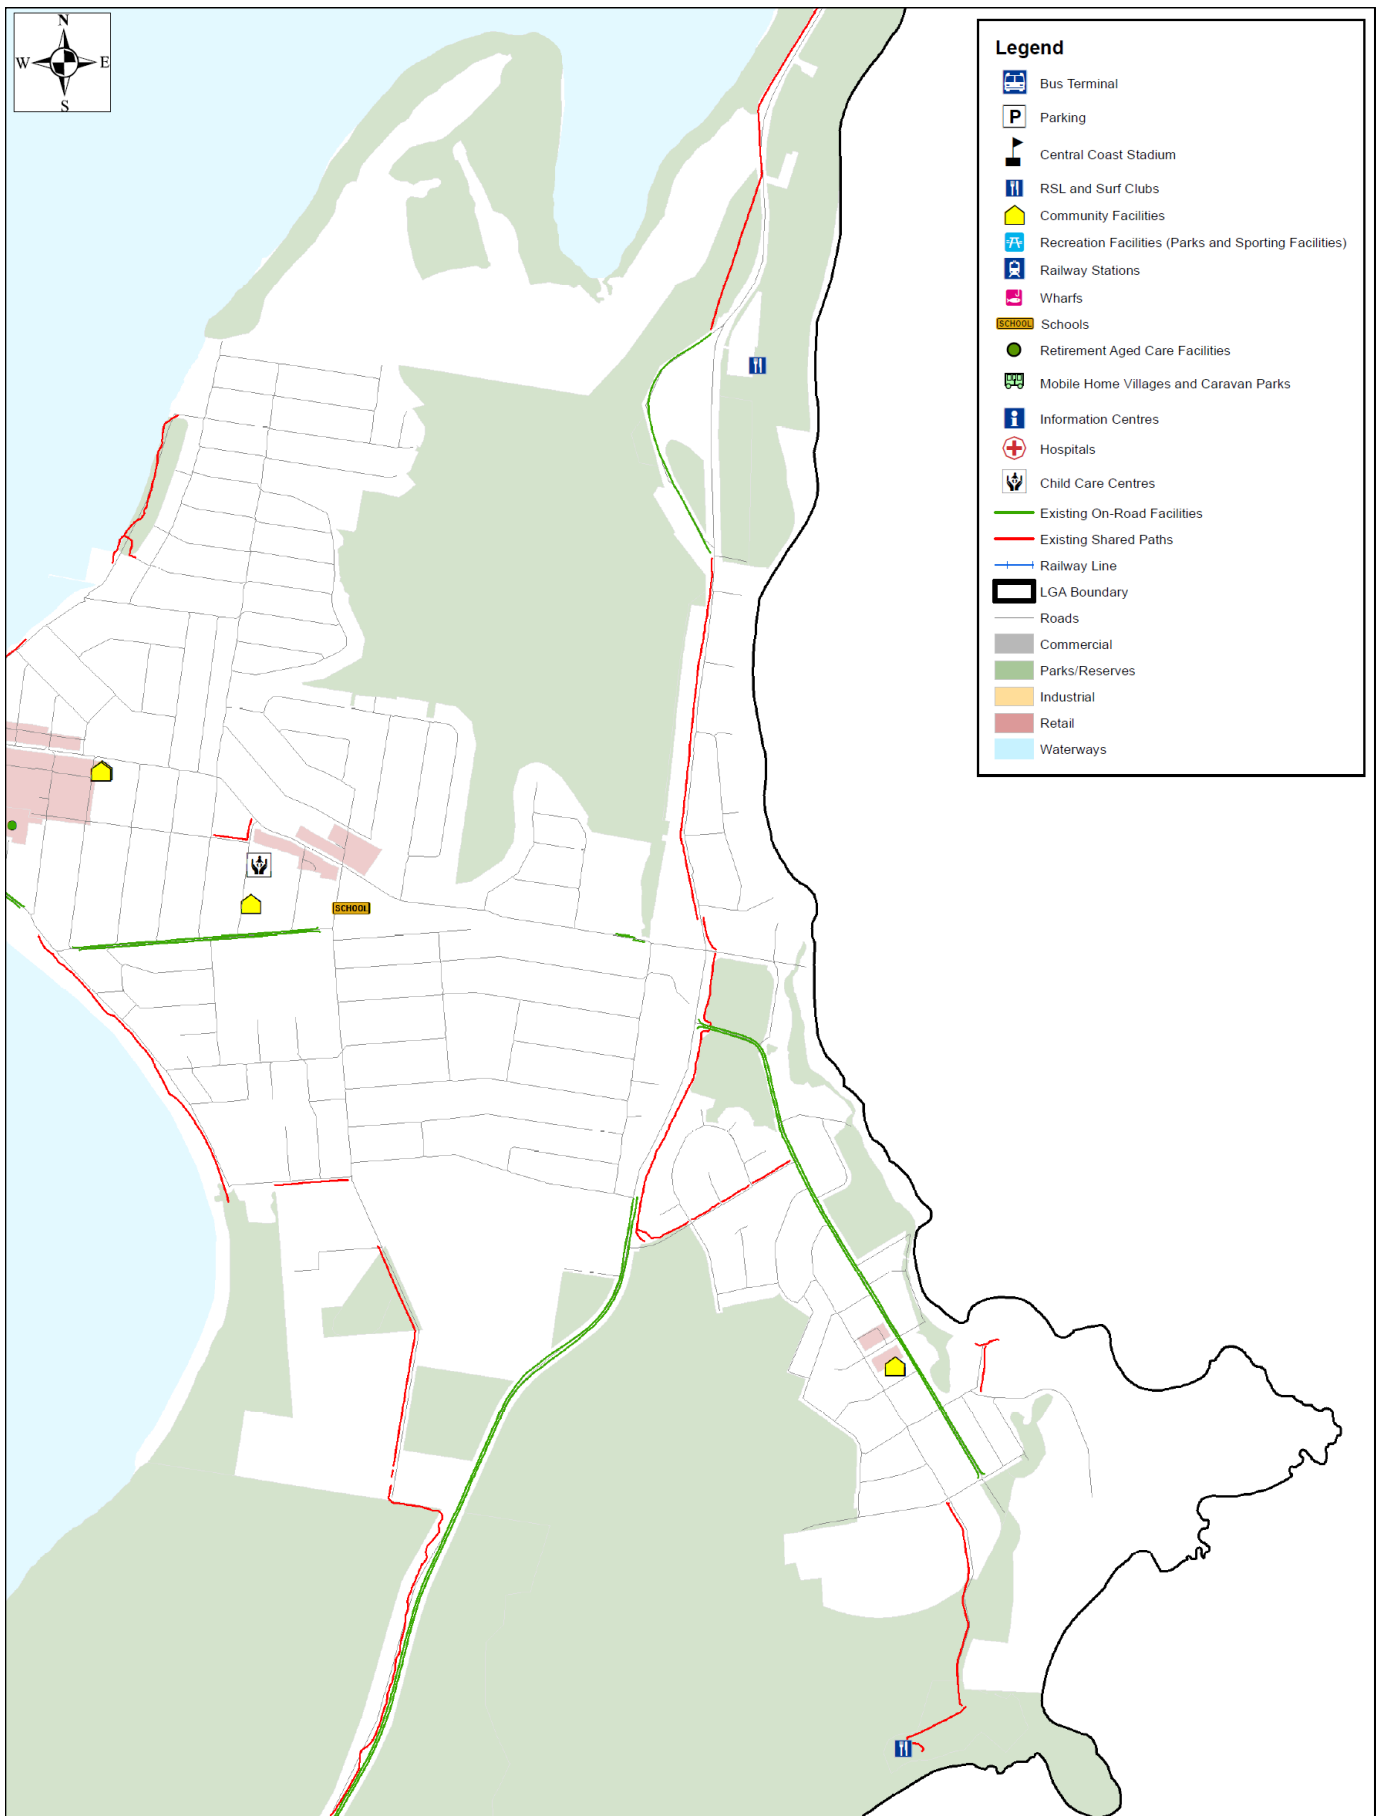 N
W E
S
Legend
Bus Terminal
P Parking
Central Coast Stadium
RSL and Surf Clubs
Community Facilities
Recreation Facilities (Parks and Sporting Facilities)
Railway Stations
Wharfs
SCHOOL Schools
Retirement Aged Care Facilities
Mobile Home Villages and Caravan Parks
i Information Centres
Hospitals
Child Care Centres
Existing On-Road Facilities
Existing Shared Paths
Railway Line
LGA Boundary
Roads
Commercial
Parks/Reserves
Industrial
Retail
Waterways
SCHOOL